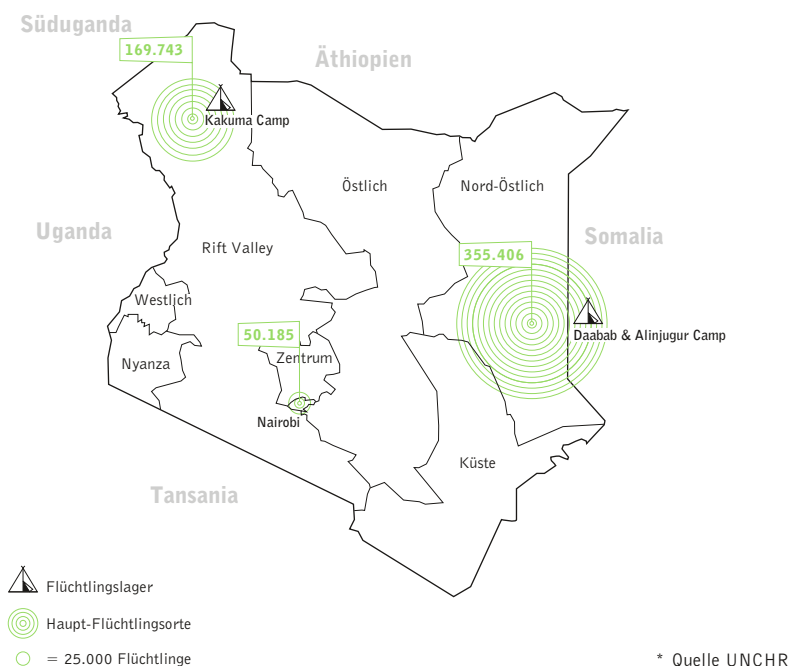 Süduganda
169.743
Äthiopien
Kakuma Camp
Östlich
Nord-Östlich
Uganda
Rift Valley
Somalia
355.406
Westlich
50.185
Daabab & Alinjugur Camp
Nyanza
Zentrum
Nairobi
Küste
Tansania
Flüchtlingslager
Haupt-Flüchtlingsorte
= 25.000 Flüchtlinge
* Quelle UNCHR